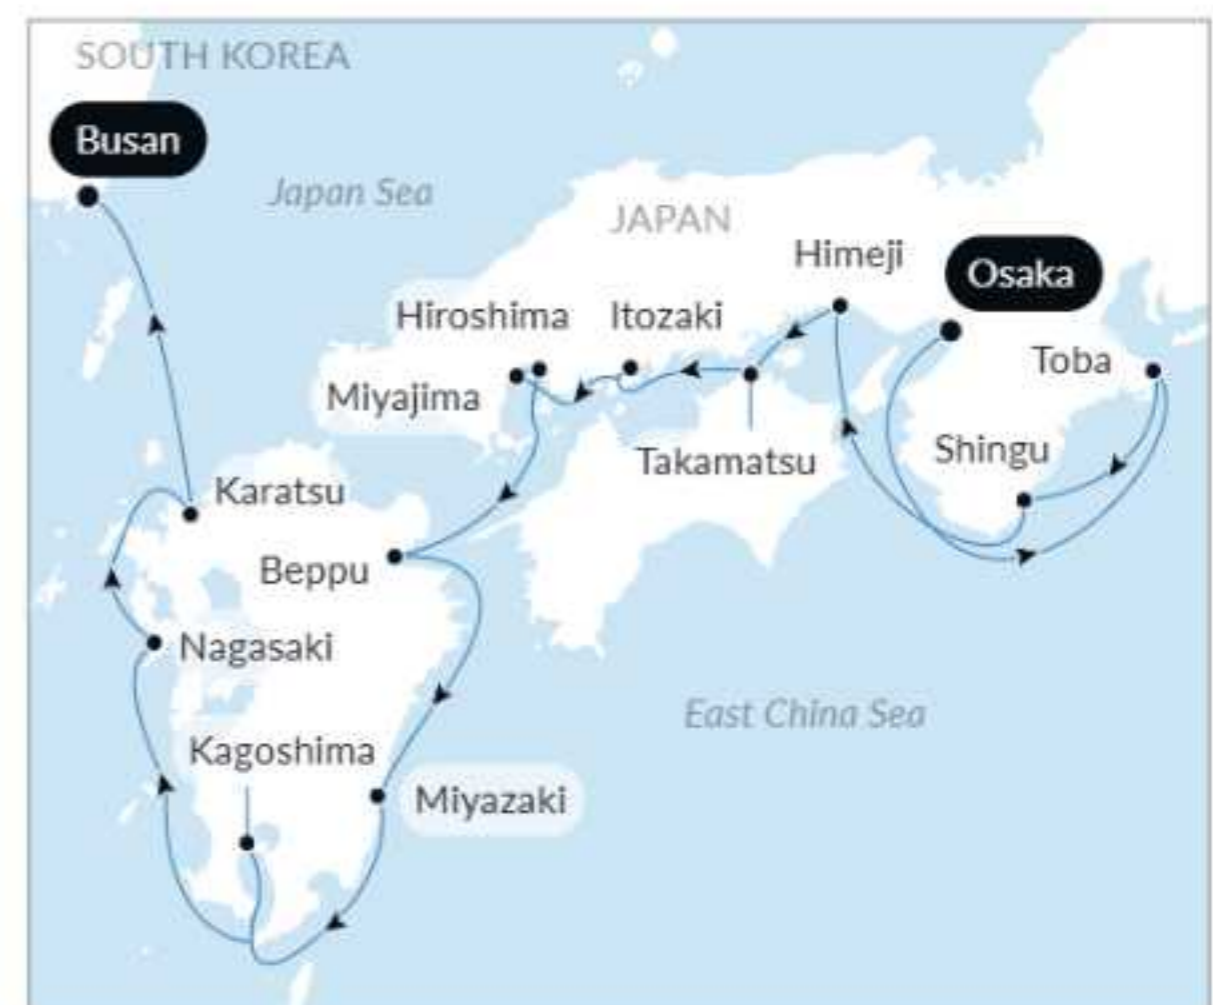 SOUTH KOREA
Busan
Japan Sea
JAPAN
Himeji
Osaka
Hiroshima
Itozaki
Toba
Miyajima
Shingu
Takamatsu
Karatsu
Beppu
Nagasaki
East China Sea
Kagoshima
Miyazaki